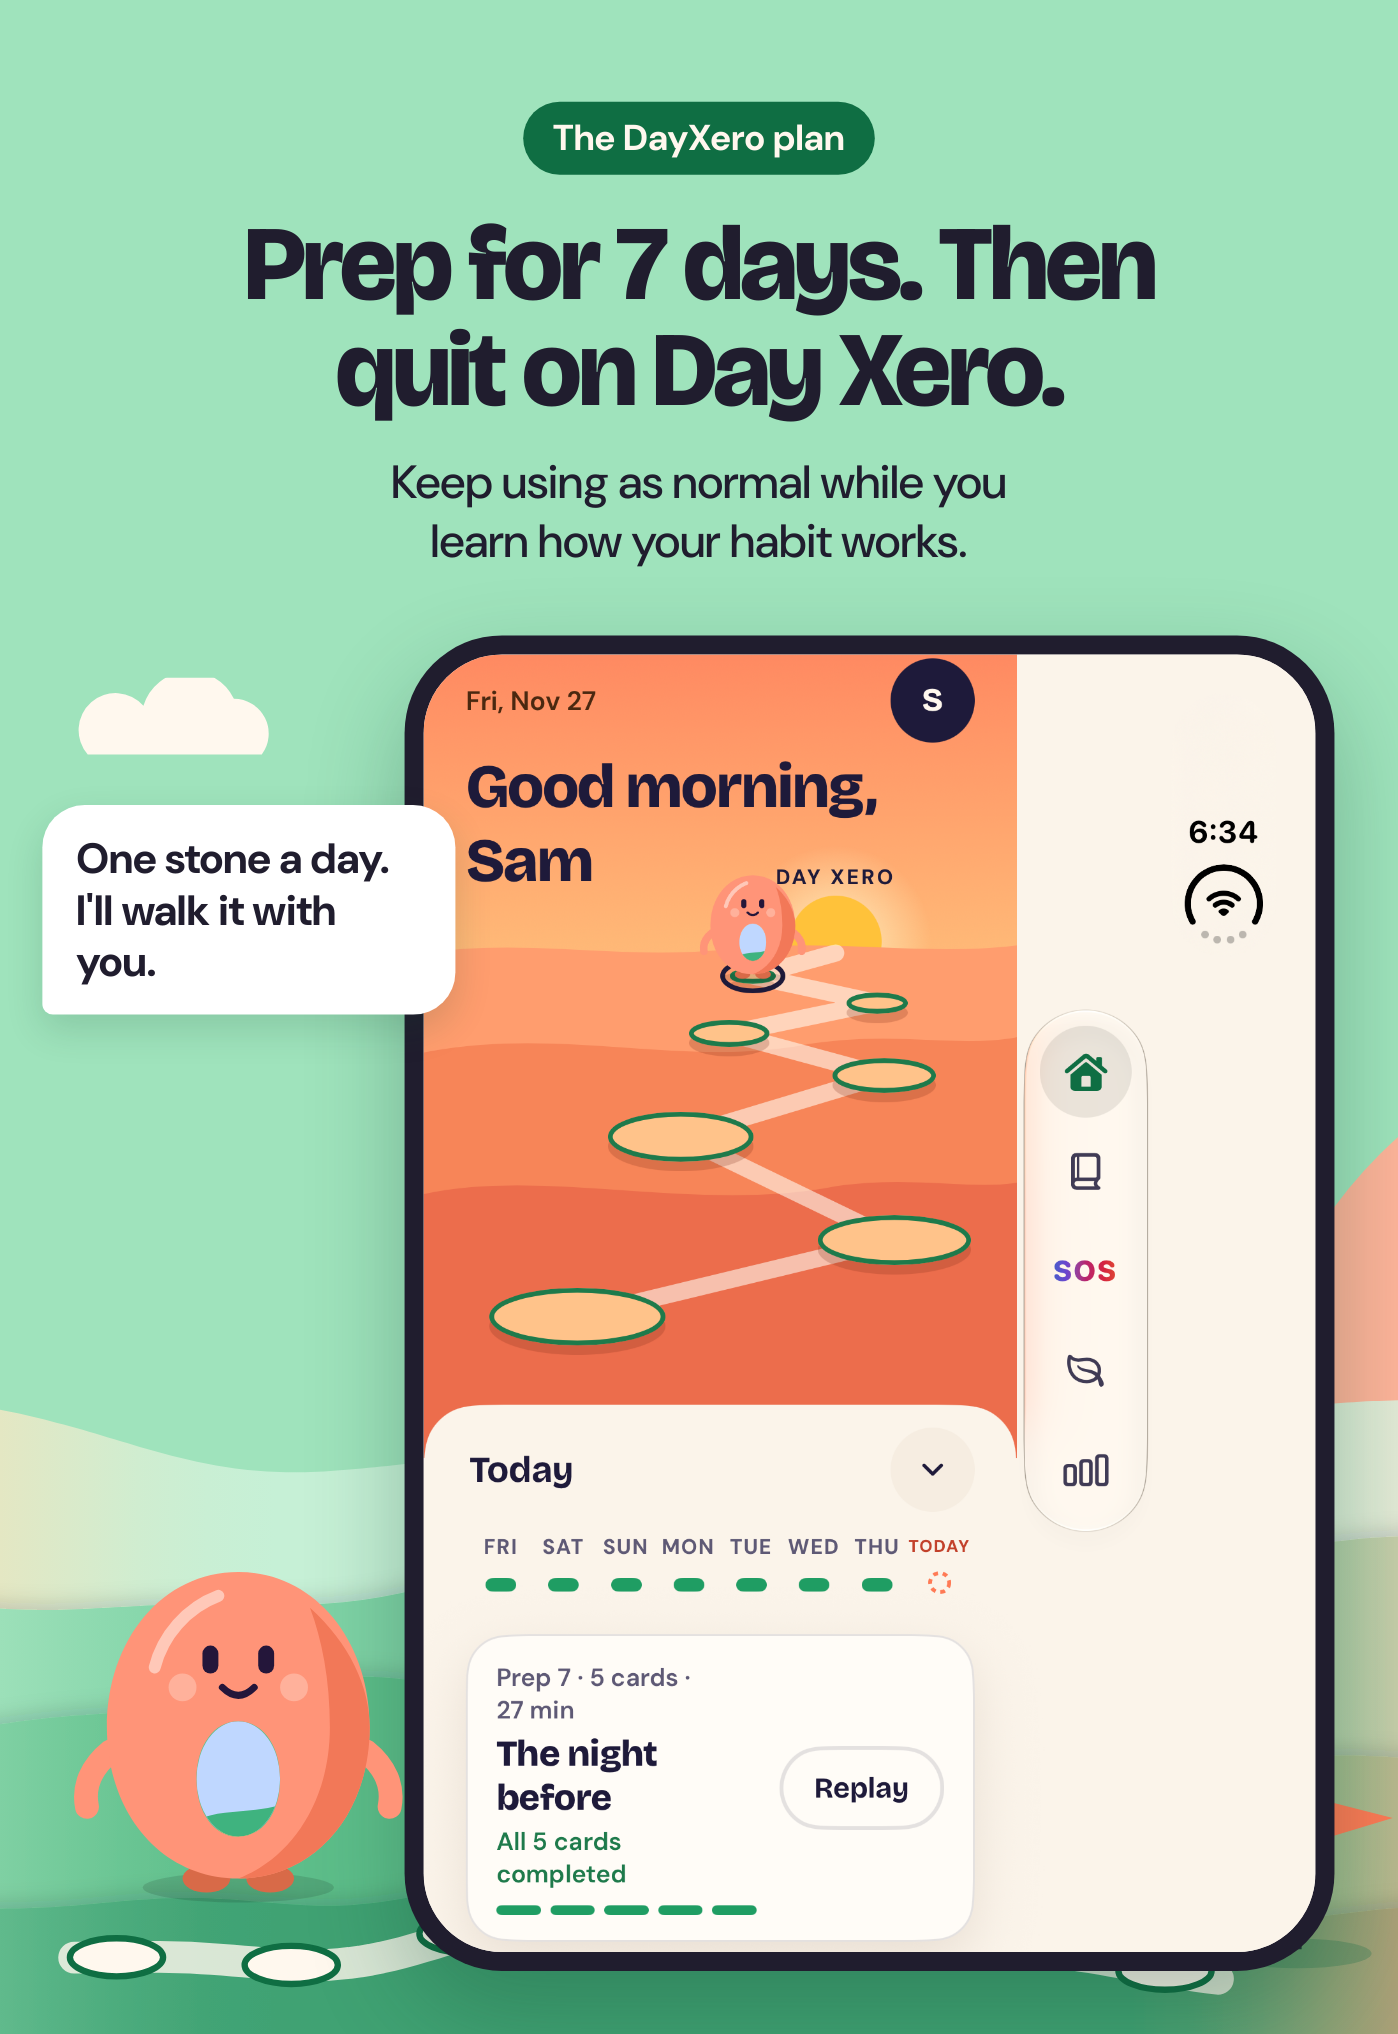 The DayXero plan
Prep for 7 days. Then
quit on Day Xero.
Keep using as normal while you
learn how your habit works.
Fri, Nov 27
S
Good morning,
Sam
DAY XERO
One stone a day.
I'll walk it with
you.
6:34
SOS
Today
FRI SAT SUN MON TUE WED THU TODAY
Prep 7 · 5 cards ·
27 min
The night
before
Replay
All 5 cards
completed